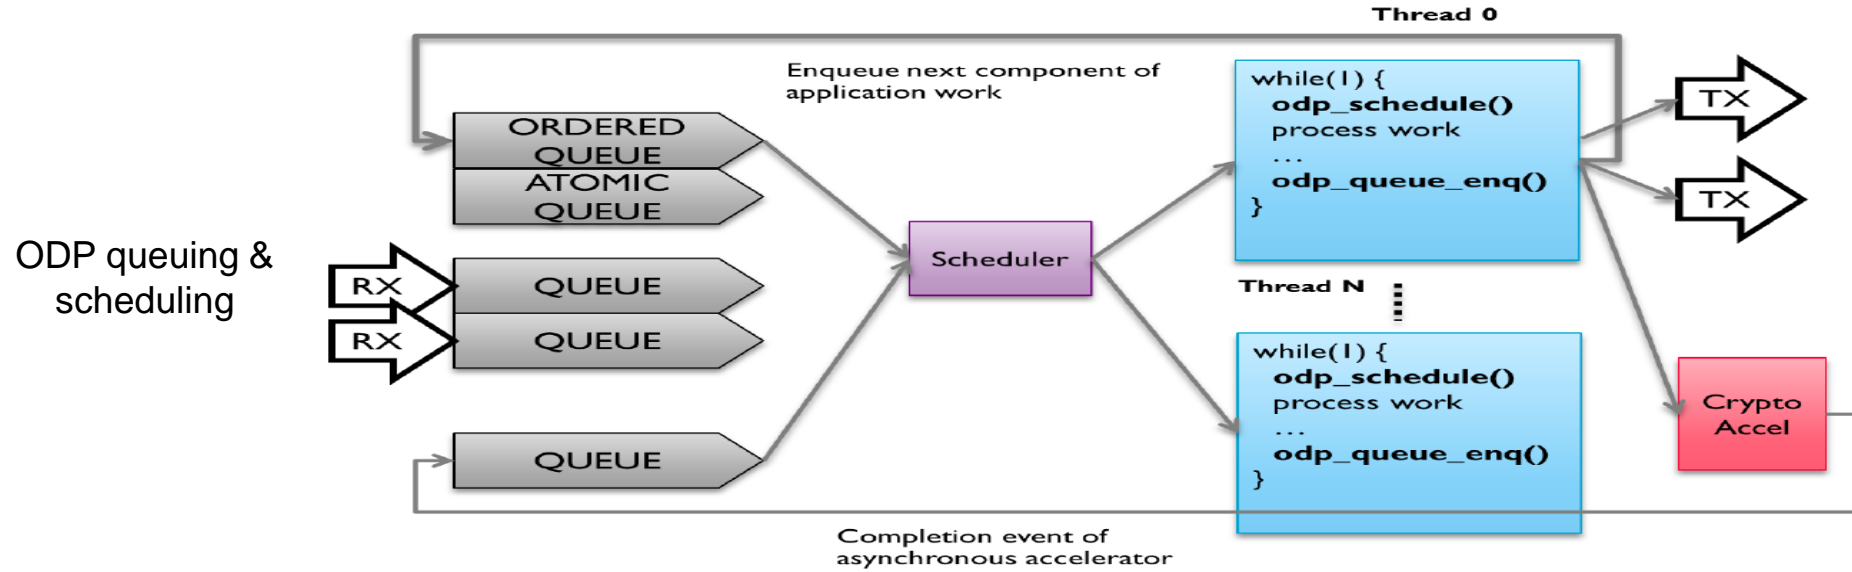 Thread 0
Enqueue next component of
application work
while(1) {
odp_schedule()
process work
...
odp_queue_enq()
}
TX
TX
ORDERED
QUEUE
ATOMIC
QUEUE
ODP queuing &
scheduling
RX
QUEUE
RX
QUEUE
Scheduler
Thread N
while(1) {
odp_schedule()
process work
...
odp_queue_enq()
}
Crypto
Accel
QUEUE
Completion event of
asynchronous accelerator